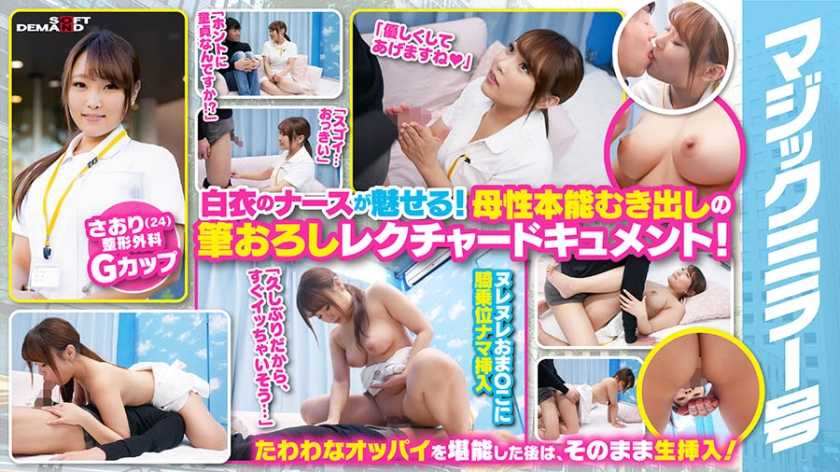 SOFT
DEMAND
「ホントに
童貞なんですか!?」
「優しくして
あげますね♥」
「スゴイ…
おっきい」
マジックミラー号
さおり(24)
整形外科
Gカップ
白衣のナースが魅せる!母性本能むき出しの
筆おろしレクチャードキュメント!
「久しぶりだから、
すぐイッちゃいそう…」
ヌレヌレおま〇こに
騎乗位ナマ挿入
たわわなオッパイを堪能した後は、そのまま生挿入!